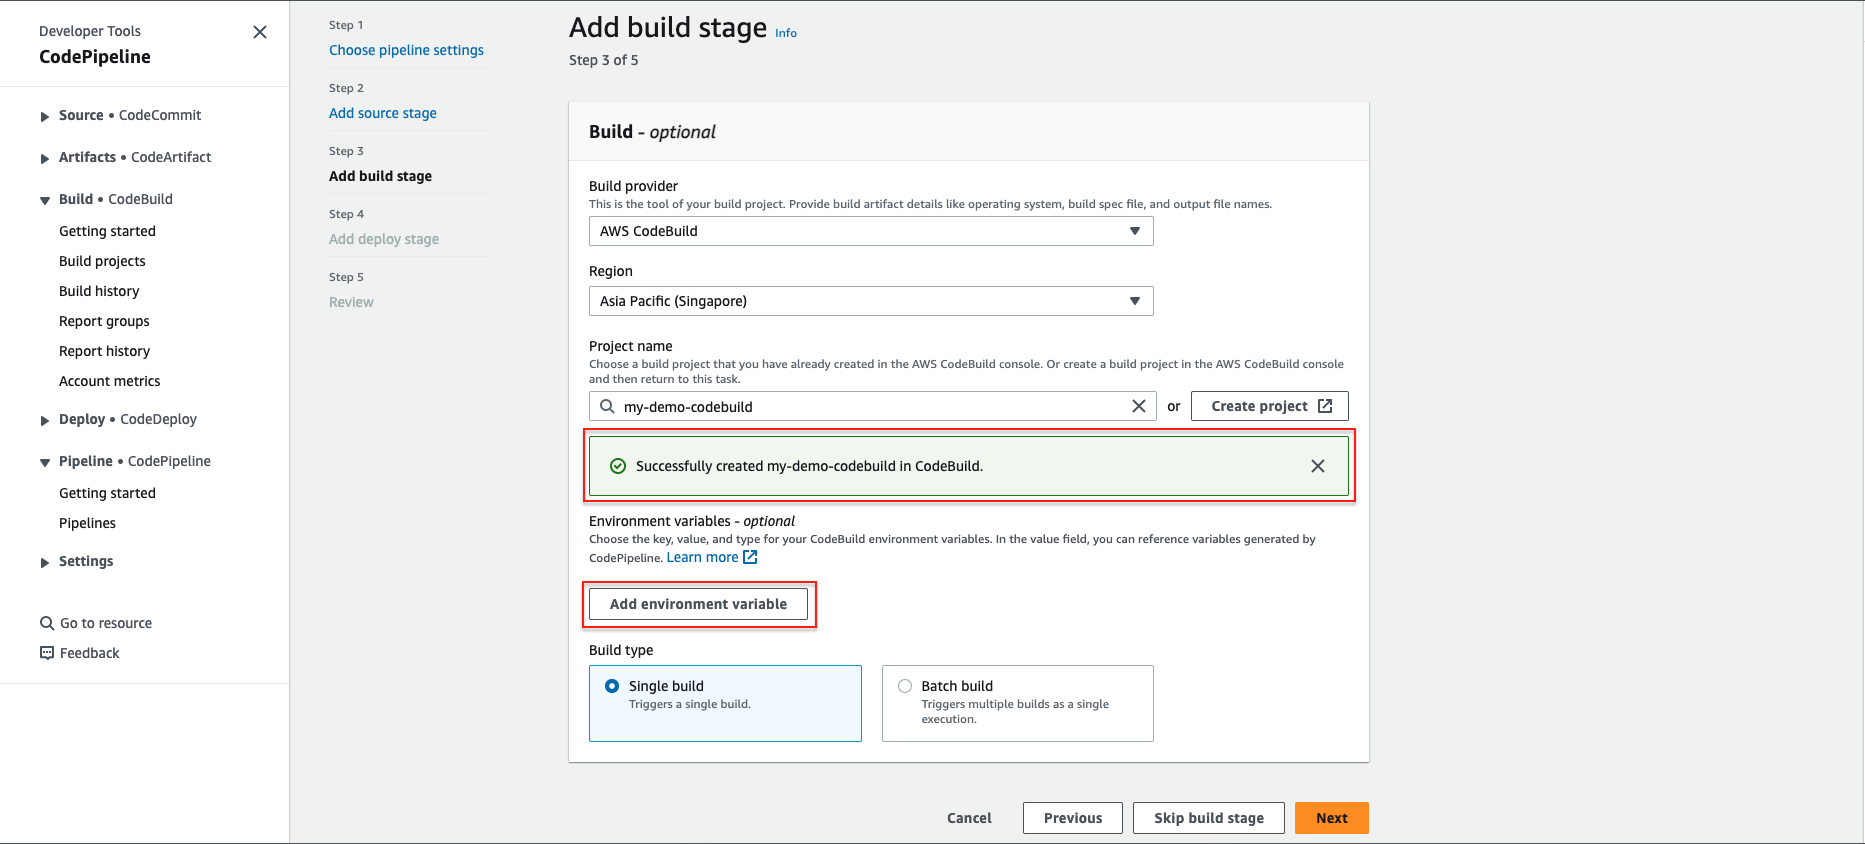 Developer Tools
CodePipeline
Source • CodeCommit
Artifacts • CodeArtifact
Build • CodeBuild
Getting started
Build projects
Build history
Report groups
Report history
Account metrics
Deploy • CodeDeploy
Pipeline • CodePipeline
Getting started
Pipelines
Settings
Go to resource
Feedback
Step 1
Choose pipeline settings
Step 2
Add source stage
Step 3
Add build stage
Step 4
Add deploy stage
Step 5
Review
Add build stage Info
Step 3 of 5
Build - optional
Build provider
This is the tool of your build project. Provide build artifact details like operating system, build spec file, and output file names.
AWS CodeBuild
Region
Asia Pacific (Singapore)
Project name
Choose a build project that you have already created in the AWS CodeBuild console. Or create a build project in the AWS CodeBuild console
and then return to this task.
my-demo-codebuild or Create project
Successfully created my-demo-codebuild in CodeBuild.
Environment variables - optional
Choose the key, value, and type for your CodeBuild environment variables. In the value field, you can reference variables generated by
CodePipeline. Learn more
Add environment variable
Build type
Single build
Triggers a single build.
Batch build
Triggers multiple builds as a single
execution.
Cancel Previous Skip build stage Next